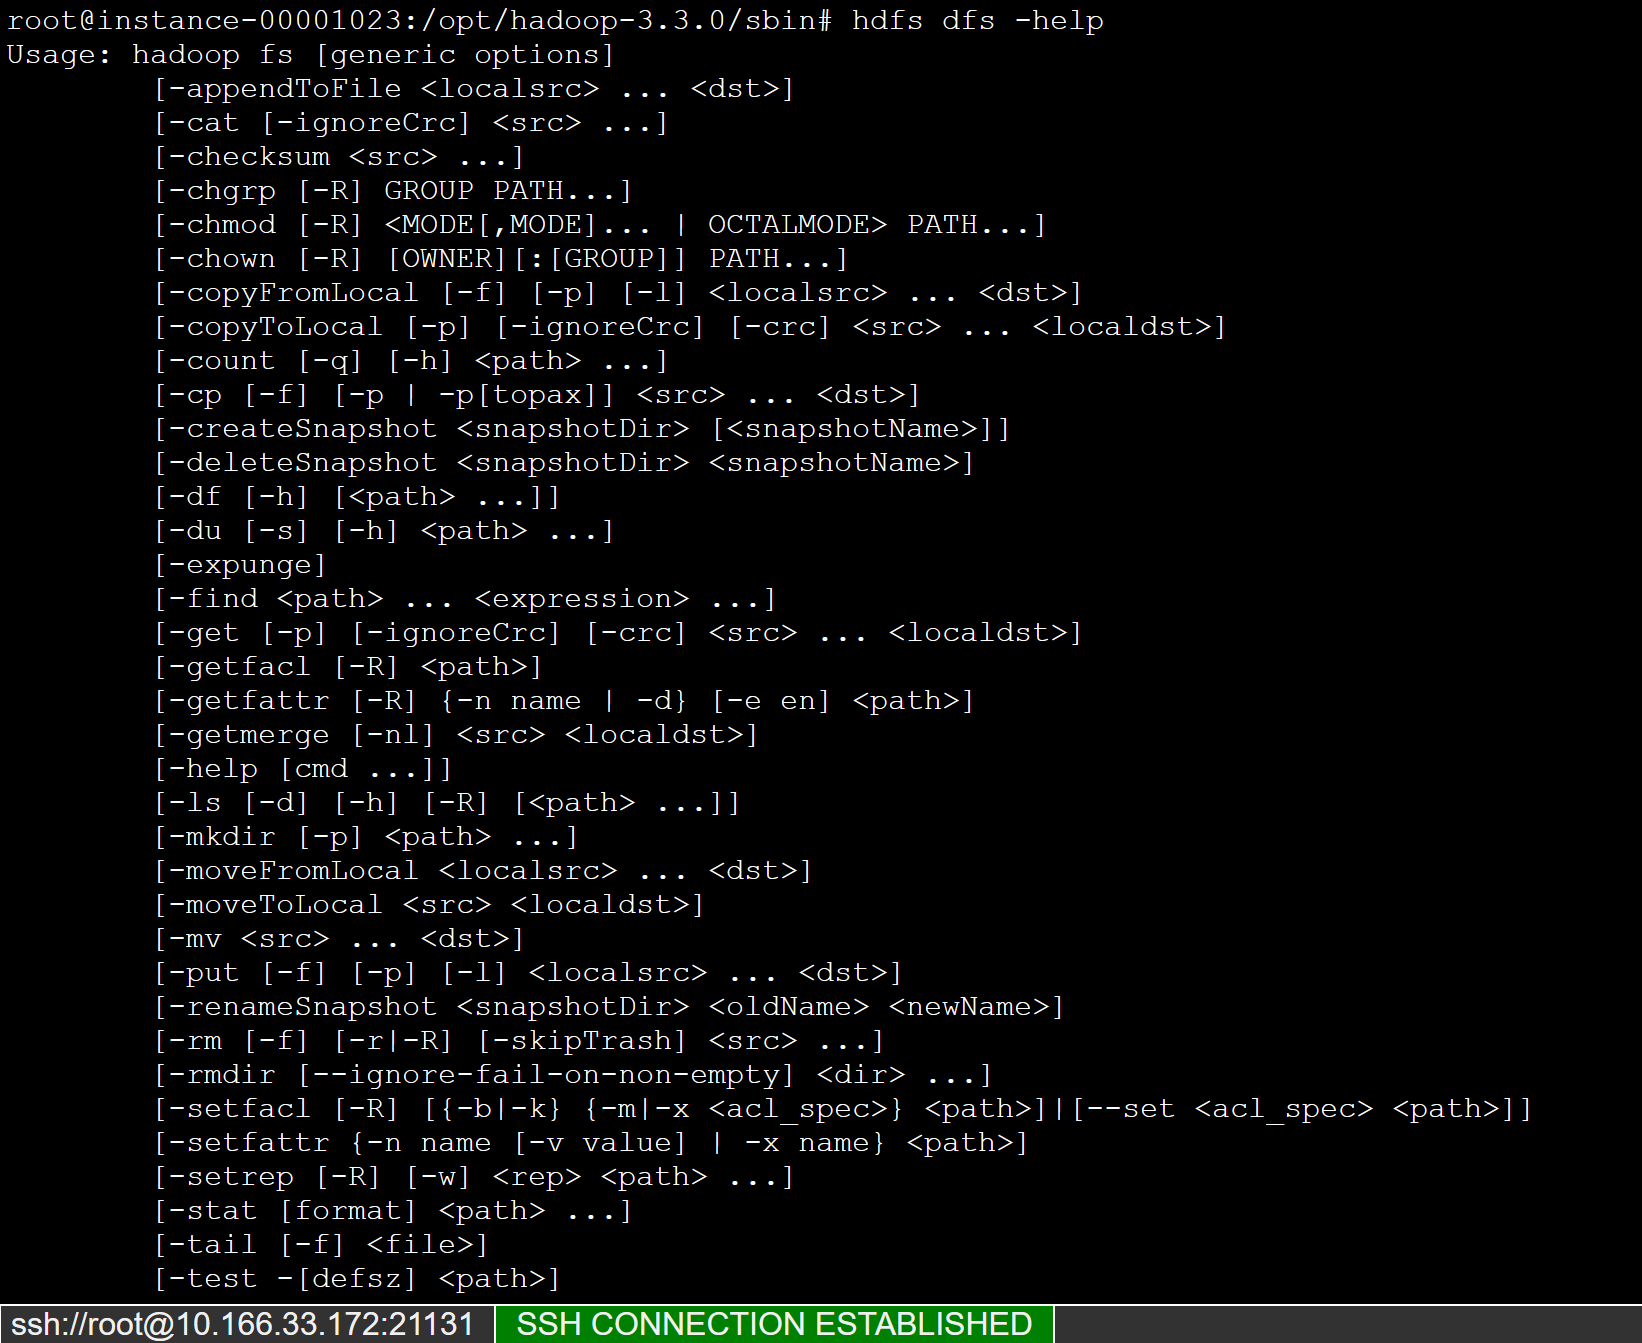 root@instance-00001023:/opt/hadoop-3.3.0/sbin# hdfs dfs -help
Usage: hadoop fs [generic options]
[-appendToFile <localsrc> ... <dst>]
[-cat [-ignoreCrc] <src> ...]
[-checksum <src> ...]
[-chgrp [-R] GROUP PATH...]
[-chmod [-R] <MODE[,MODE]... | OCTALMODE> PATH...]
[-chown [-R] [OWNER][:[GROUP]] PATH...]
[-copyFromLocal [-f] [-p] [-l] <localsrc> ... <dst>]
[-copyToLocal [-p] [-ignoreCrc] [-crc] <src> ... <localdst>]
[-count [-q] [-h] <path> ...]
[-cp [-f] [-p | -p[topax]] <src> ... <dst>]
[-createSnapshot <snapshotDir> [<snapshotName>]]
[-deleteSnapshot <snapshotDir> <snapshotName>]
[-df [-h] [<path> ...]]
[-du [-s] [-h] <path> ...]
[-expunge]
[-find <path> ... <expression> ...]
[-get [-p] [-ignoreCrc] [-crc] <src> ... <localdst>]
[-getfacl [-R] <path>]
[-getfattr [-R] {-n name | -d} [-e en] <path>]
[-getmerge [-nl] <src> <localdst>]
[-help [cmd ...]]
[-ls [-d] [-h] [-R] [<path> ...]]
[-mkdir [-p] <path> ...]
[-moveFromLocal <localsrc> ... <dst>]
[-moveToLocal <src> <localdst>]
[-mv <src> ... <dst>]
[-put [-f] [-p] [-l] <localsrc> ... <dst>]
[-renameSnapshot <snapshotDir> <oldName> <newName>]
[-rm [-f] [-r|-R] [-skipTrash] <src> ...]
[-rmdir [--ignore-fail-on-non-empty] <dir> ...]
[-setfacl [-R] [{-b|-k} {-m|-x <acl_spec>} <path>]|[--set <acl_spec> <path>]]
[-setfattr {-n name [-v value] | -x name} <path>]
[-setrep [-R] [-w] <rep> <path> ...]
[-stat [format] <path> ...]
[-tail [-f] <file>]
[-test -[defsz] <path>]
ssh://root@10.166.33.172:21131 SSH CONNECTION ESTABLISHED